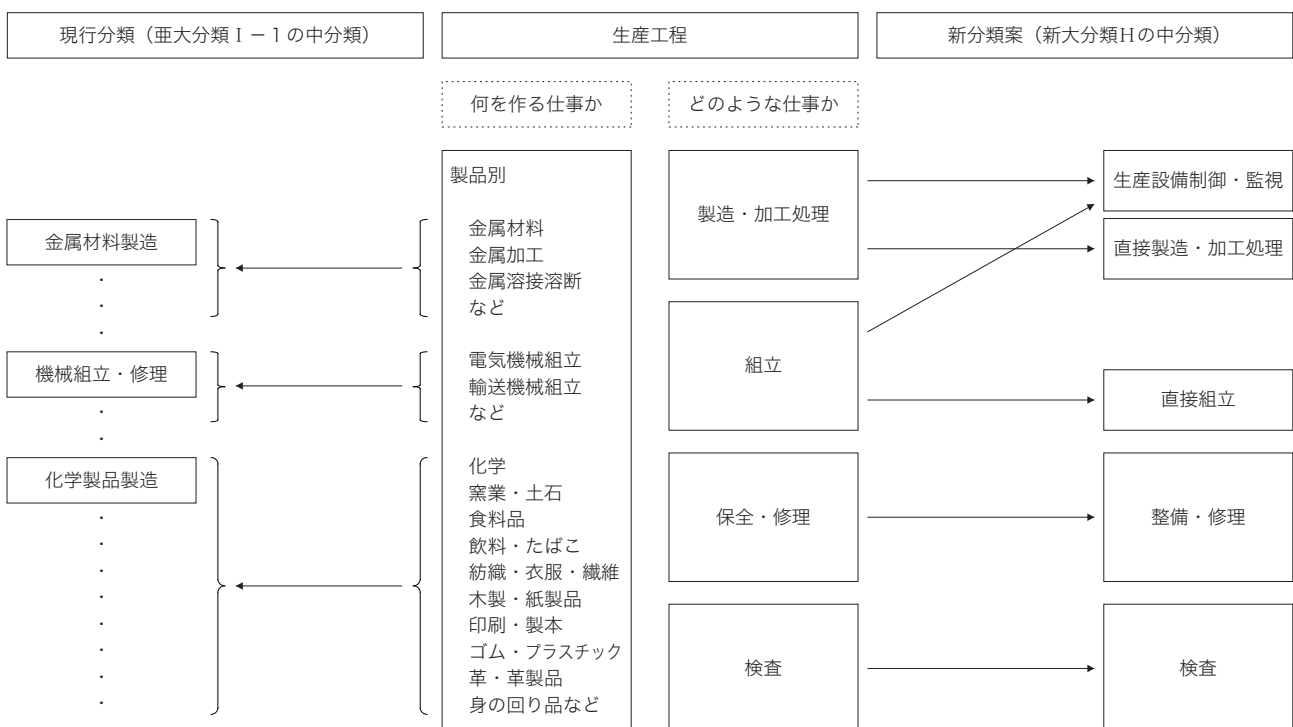 現行分類（亜大分類Ⅰ－１の中分類）
生産工程
新分類案（新大分類Hの中分類）
何を作る仕事か
どのような仕事か
金属材料製造
・
・
・
機械組立・修理
・
・
化学製品製造
・
・
・
・
・
・
・
・
製品別
金属材料
金属加工
金属溶接溶断
など
電気機械組立
輸送機械組立
など
化学
窯業・土石
食料品
飲料・たばこ
紡織・衣服・繊維
木製・紙製品
印刷・製本
ゴム・プラスチック
革・革製品
身の回り品など
製造・加工処理
組立
保全・修理
検査
生産設備制御・監視
直接製造・加工処理
直接組立
整備・修理
検査